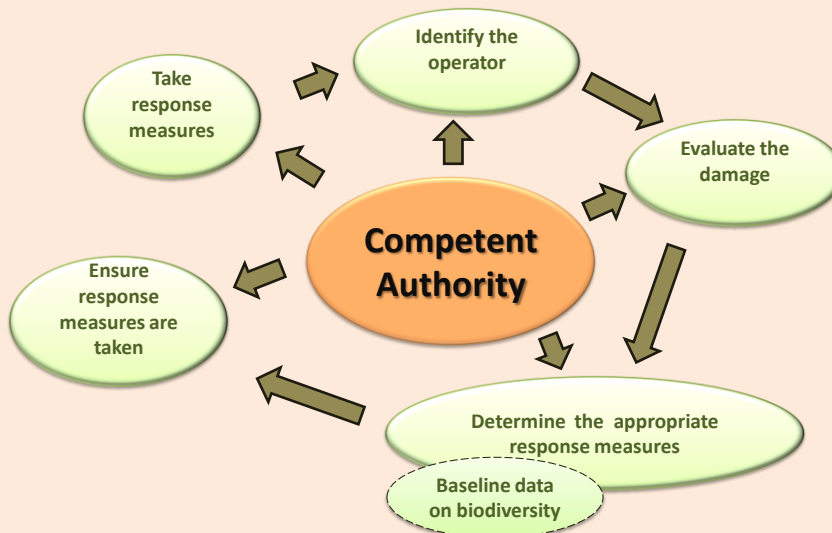 Identify the
operator
Take
response
measures
Evaluate the
damage
Competent
Authority
Ensure
response
measures are
taken
Determine the appropriate
response measures
Baseline data
on biodiversity